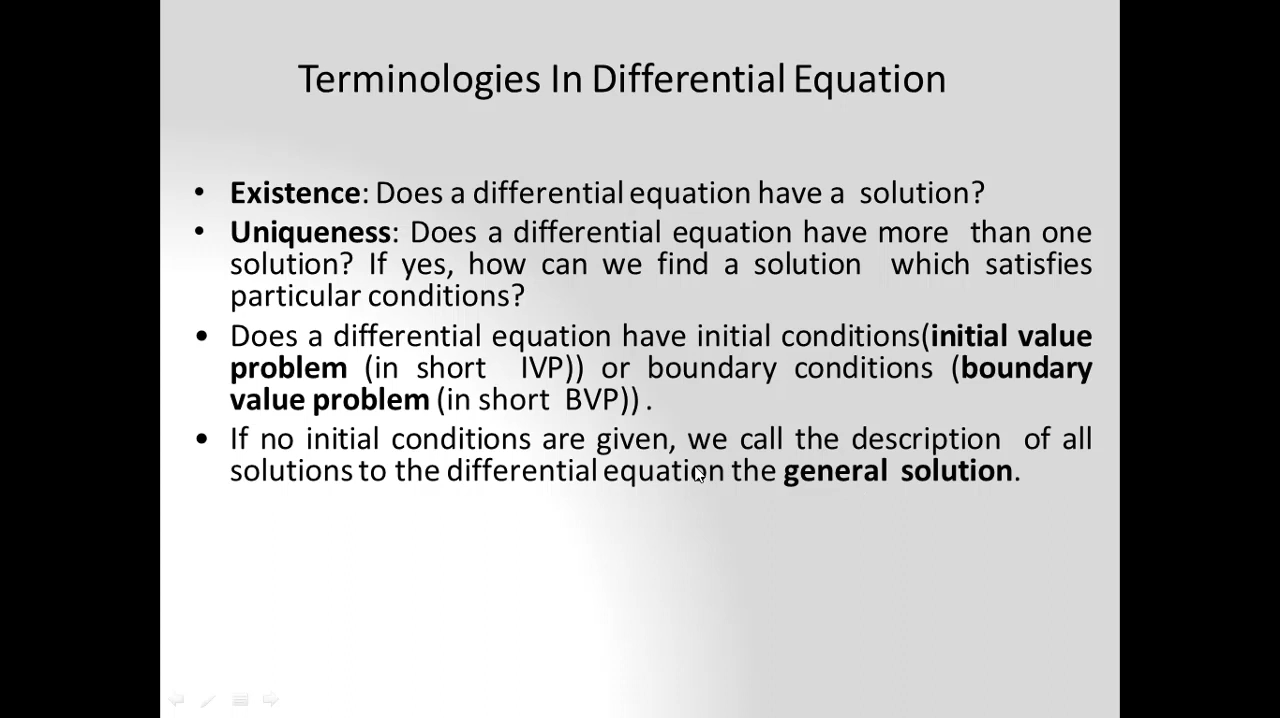 Terminologies In Differential Equation
• Existence: Does a differential equation have a solution?
• Uniqueness: Does a differential equation have more than one
solution? If yes, how can we find a solution which satisfies
particular conditions?
• Does a differential equation have initial conditions(initial value
problem (in short IVP)) or boundary conditions (boundary
value problem (in short BVP)) .
• If no initial conditions are given, we call the description of all
solutions to the differential equation the general solution.